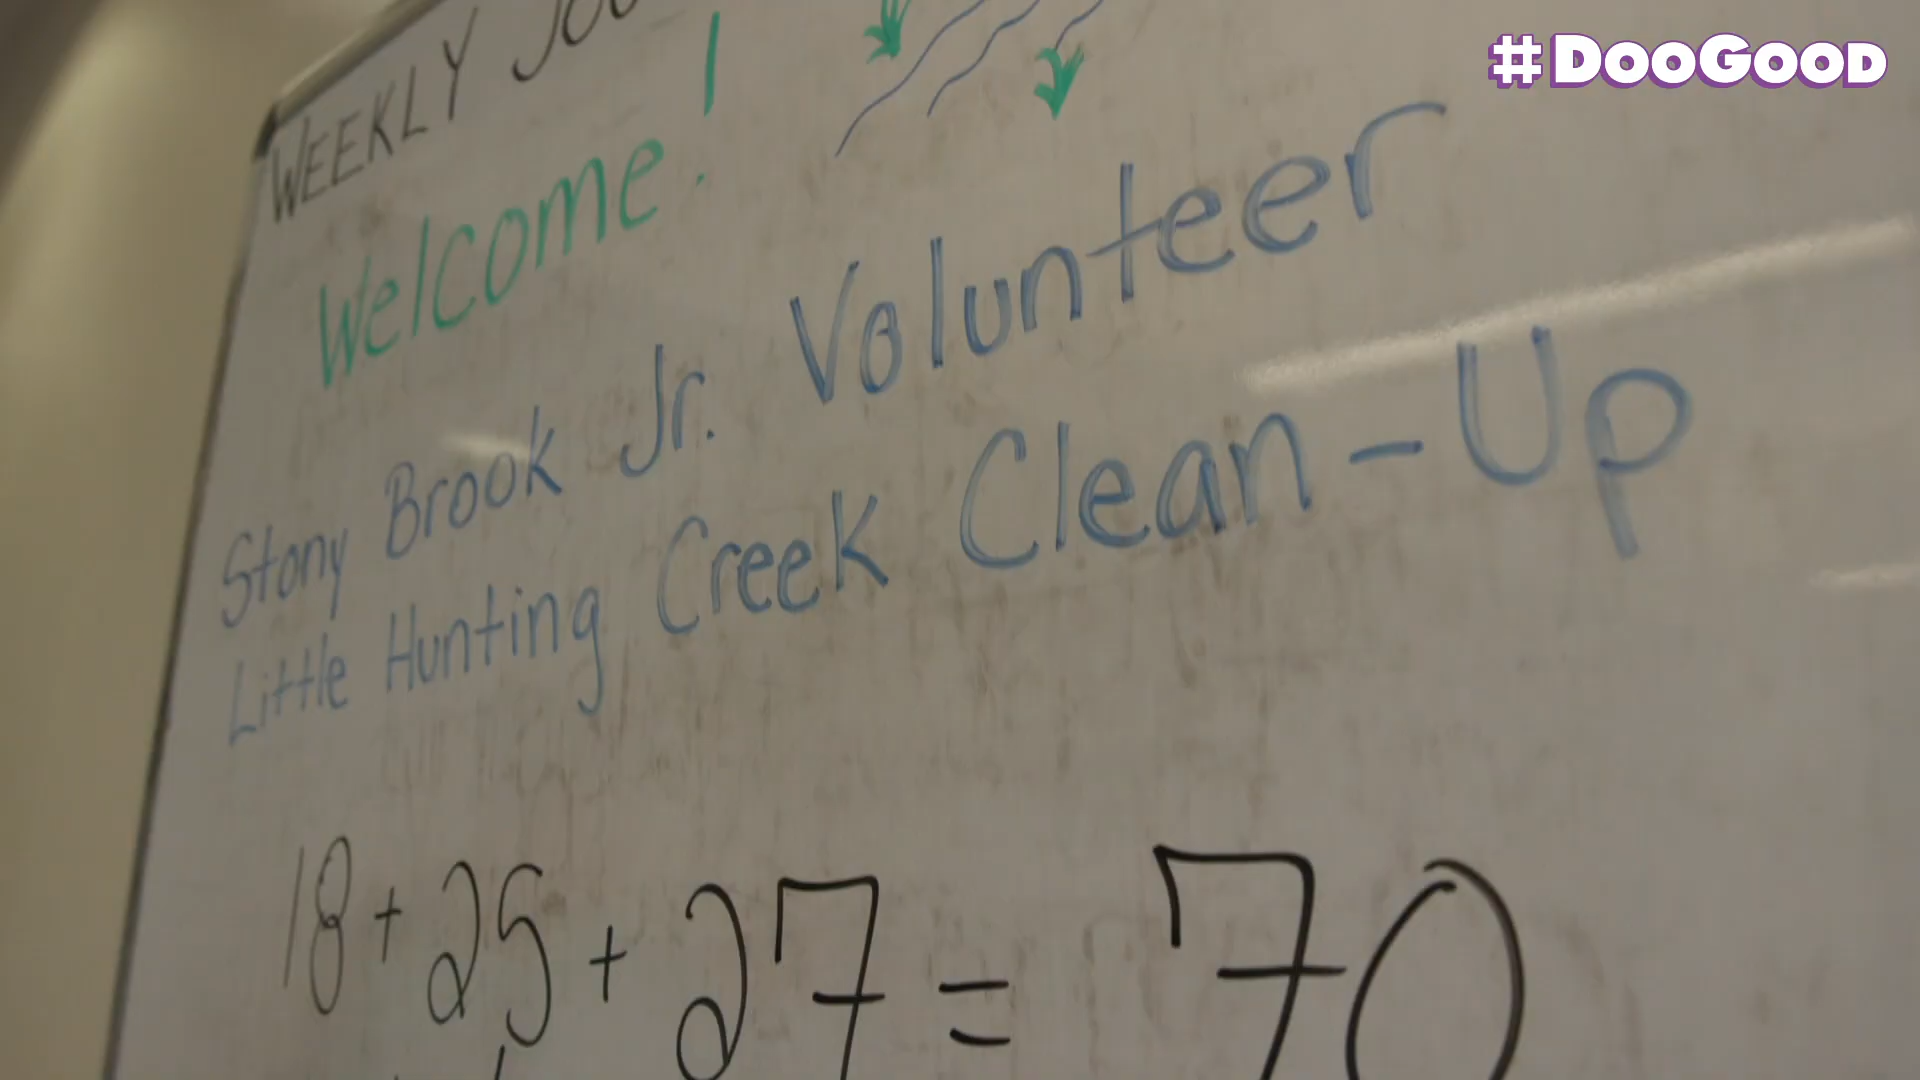 #DOOGOOD
WEEKLY
Welcome!
Stony Brook Jr. Volunteer
Little Hunting Creek Clean-Up
18+25+27=70